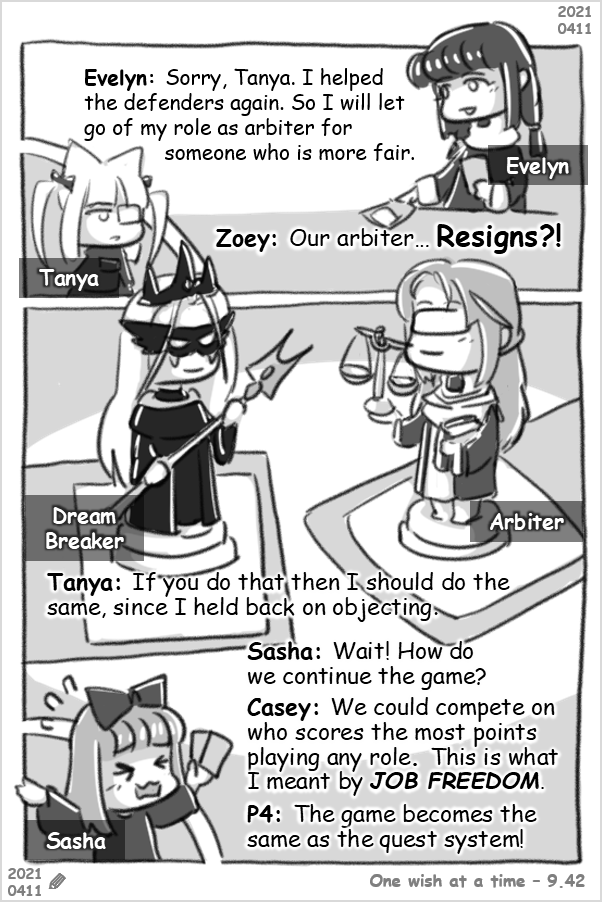 2021
0411
Evelyn: Sorry, Tanya. I helped
the defenders again. So I will let
go of my role as arbiter for
someone who is more fair.
Evelyn
Zoey: Our arbiter... Resigns?!
Tanya
Dream
Breaker
Arbiter
Tanya: If you do that then I should do the
same, since I held back on objecting.
Sasha: Wait! How do
we continue the game?
Casey: We could compete on
who scores the most points
playing any role. This is what
I meant by JOB FREEDOM.
P4: The game becomes the
same as the quest system!
Sasha
2021
0411
One wish at a time - 9.42